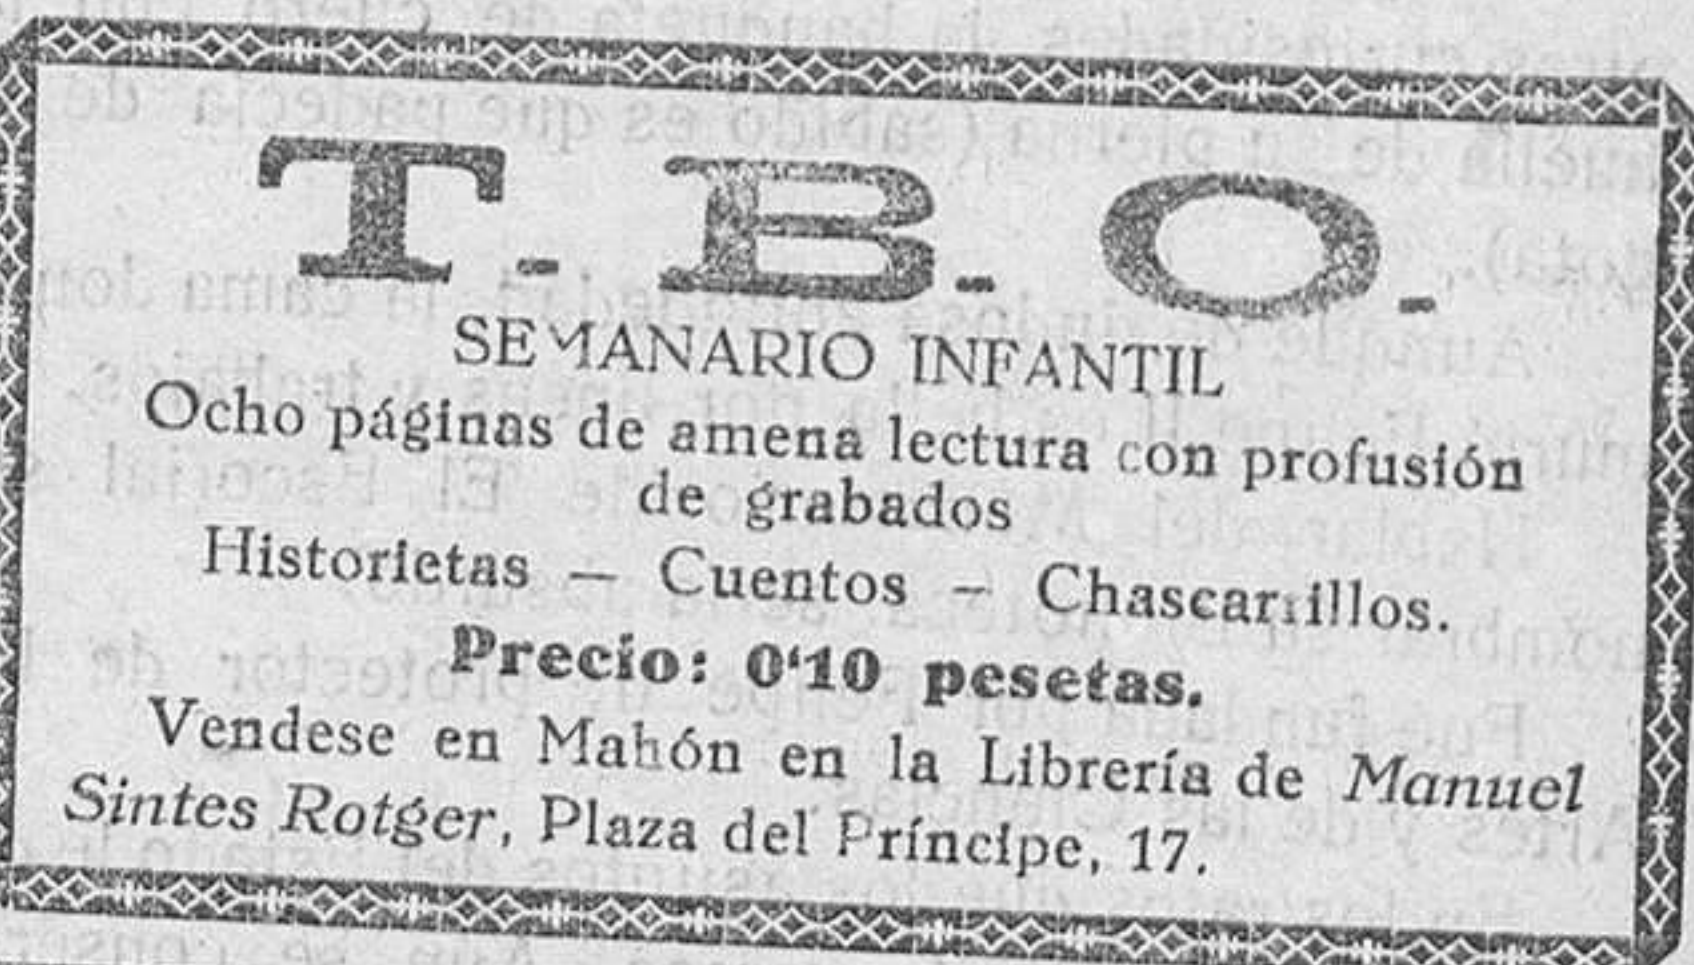 T. B. O.
SEMANARIO INFANTIL
Ocho páginas de amena lectura con profusión
de grabados
Historietas — Cuentos — Chascarrillos.
Precio: 0'10 pesetas.
Vendese en Mahón en la Librería de Manuel
Sintes Rotger, Plaza del Príncipe, 17.